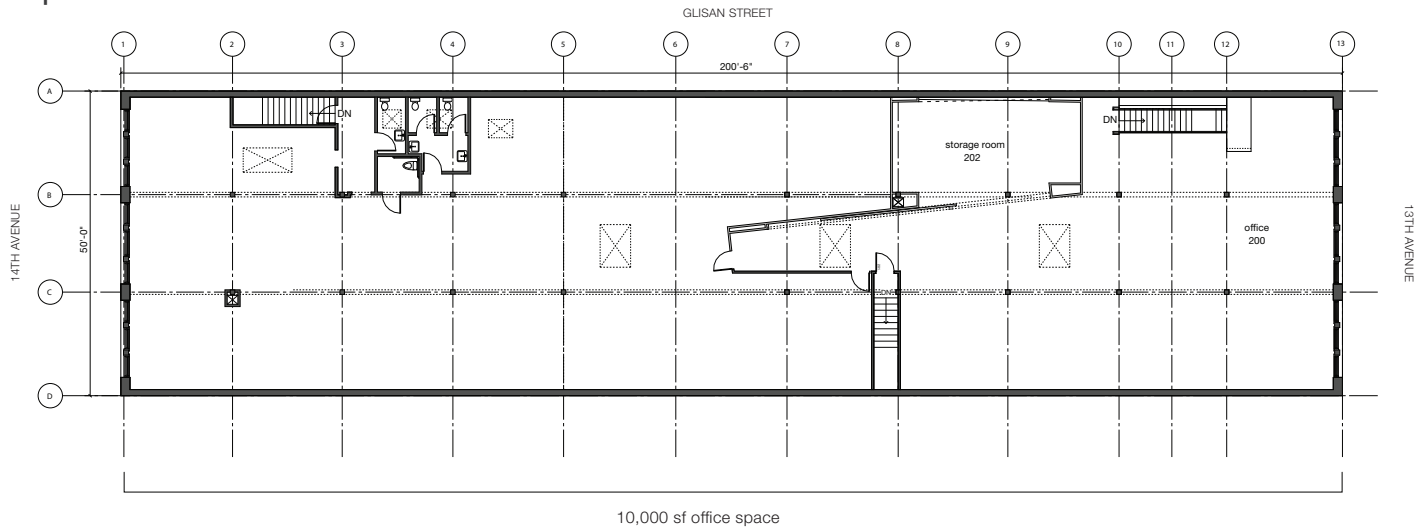 GLISAN STREET
1 2 3 4 5 6 7 8 9 10 11 12 13
200'-6"
A
DN
DN
storage room
202
B
14TH AVENUE
50'-0"
13TH AVENUE
office
200
C
DN
D
10,000 sf office space